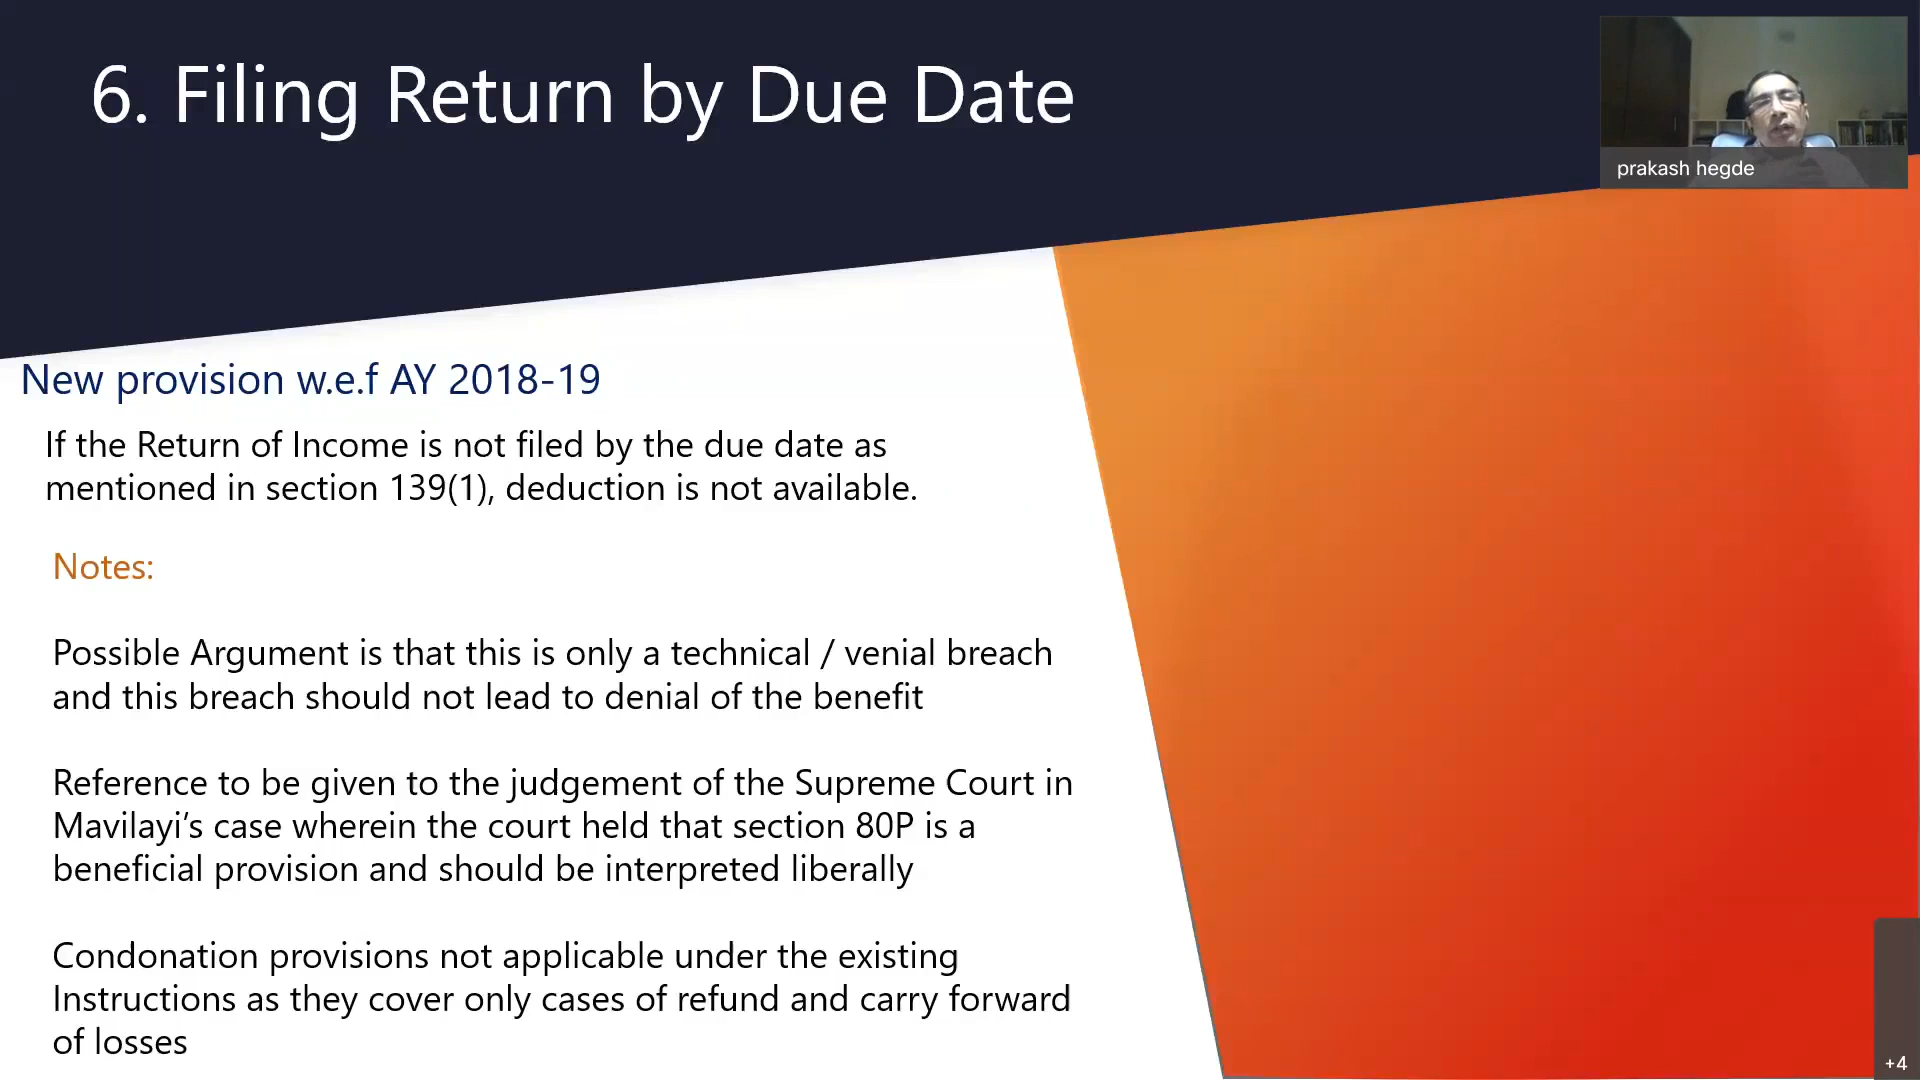 6. Filing Return by Due Date
prakash hegde
New provision w.e.f AY 2018-19
If the Return of Income is not filed by the due date as
mentioned in section 139(1), deduction is not available.
Notes:
Possible Argument is that this is only a technical / venial breach
and this breach should not lead to denial of the benefit
Reference to be given to the judgement of the Supreme Court in
Mavilayi’s case wherein the court held that section 80P is a
beneficial provision and should be interpreted liberally
Condonation provisions not applicable under the existing
Instructions as they cover only cases of refund and carry forward
of losses
+4